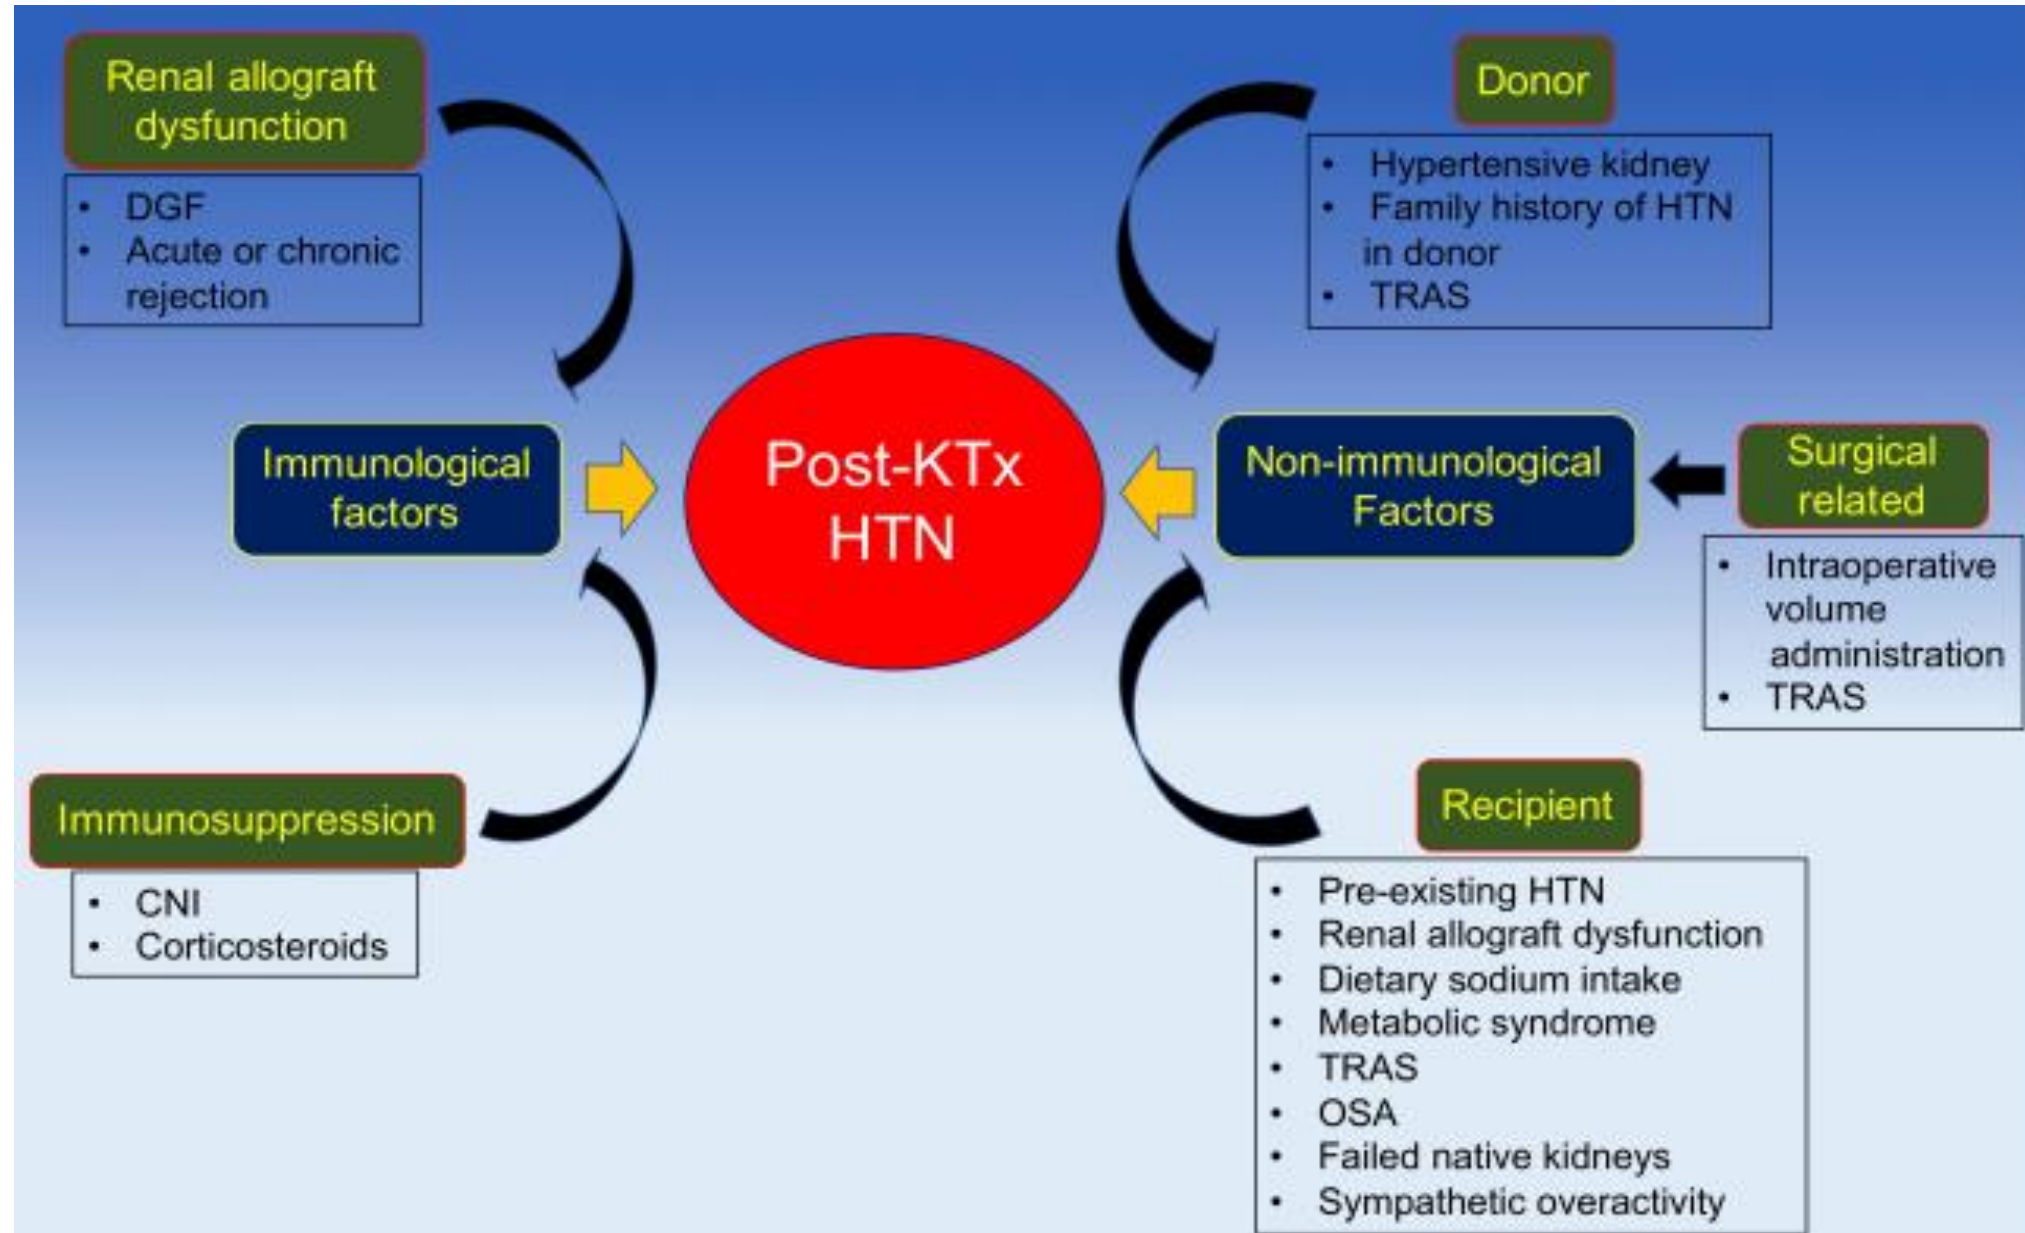 Renal allograft
dysfunction
• DGF
• Acute or chronic
rejection
Immunological
factors
Immunosuppression
• CNI
• Corticosteroids
Post-KTx
HTN
Donor
• Hypertensive kidney
• Family history of HTN
in donor
• TRAS
Non-immunological
Factors
Surgical
related
• Intraoperative
volume
administration
• TRAS
Recipient
• Pre-existing HTN
• Renal allograft dysfunction
• Dietary sodium intake
• Metabolic syndrome
• TRAS
• OSA
• Failed native kidneys
• Sympathetic overactivity